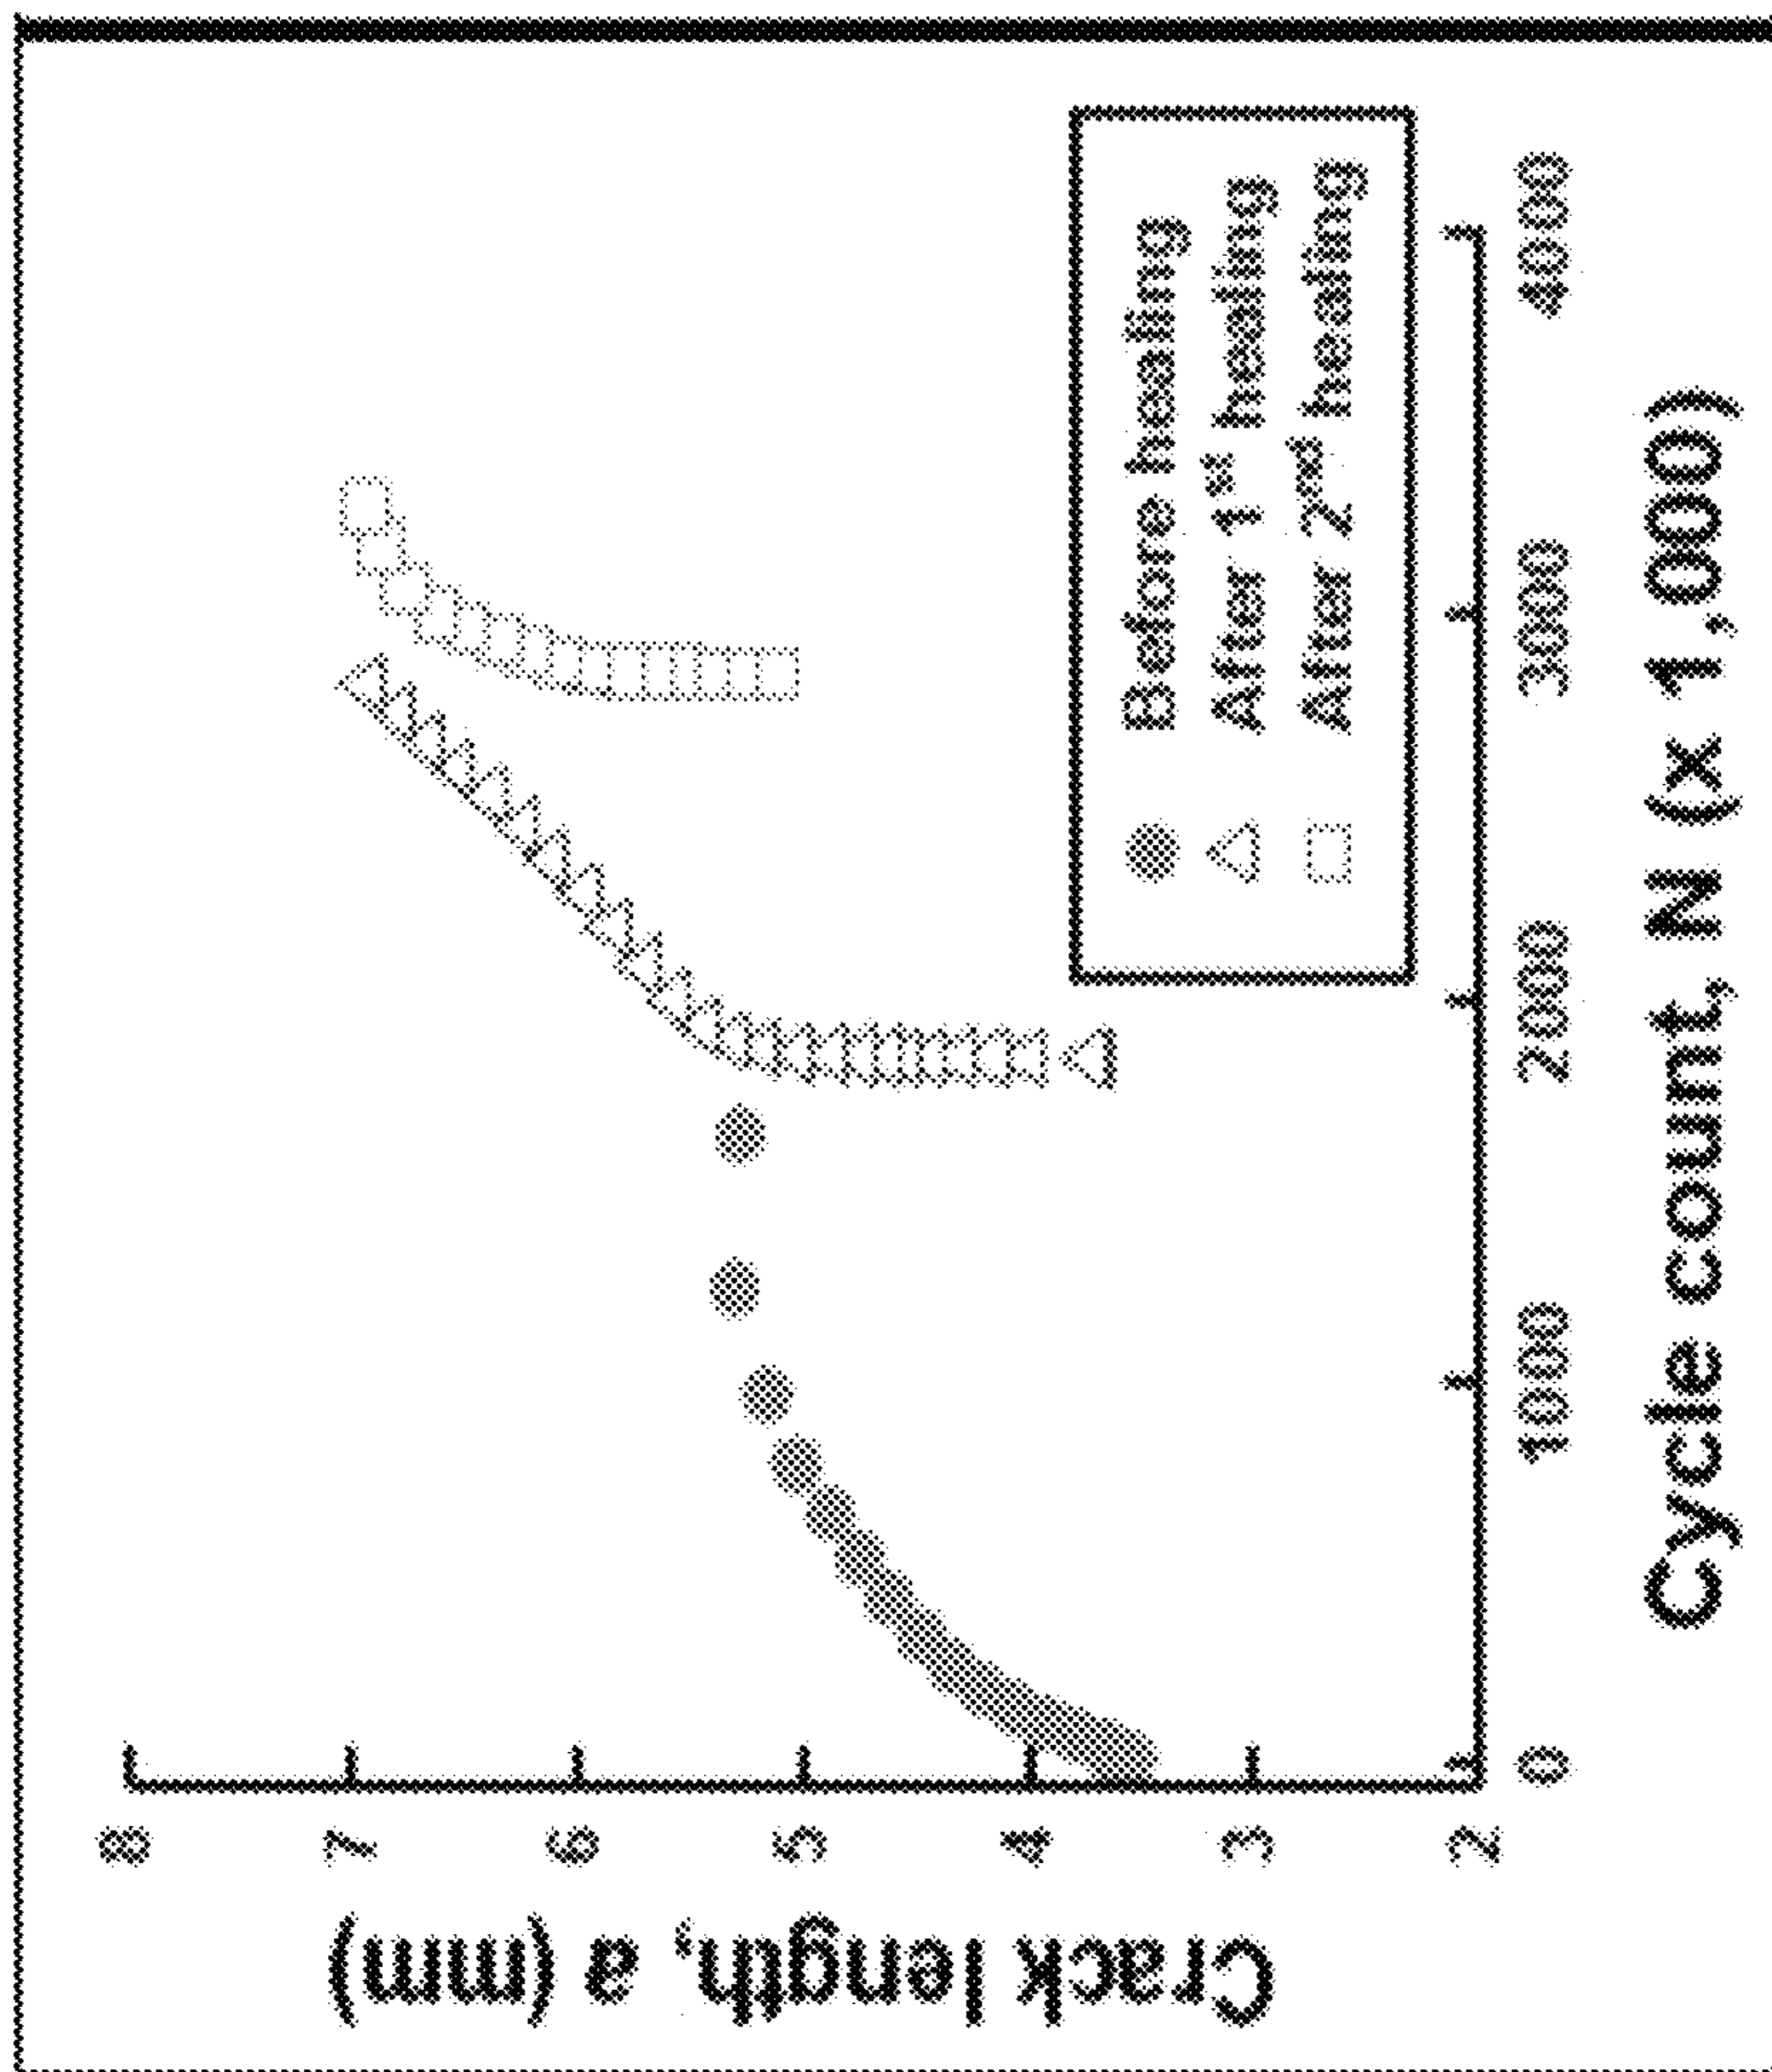 Crack length, a (mm)
8
7
6
5
4
3
2
Before healing
After 1st healing
After 2nd healing
0 1000 2000 3000 4000
Cycle count, N (x 1,000)